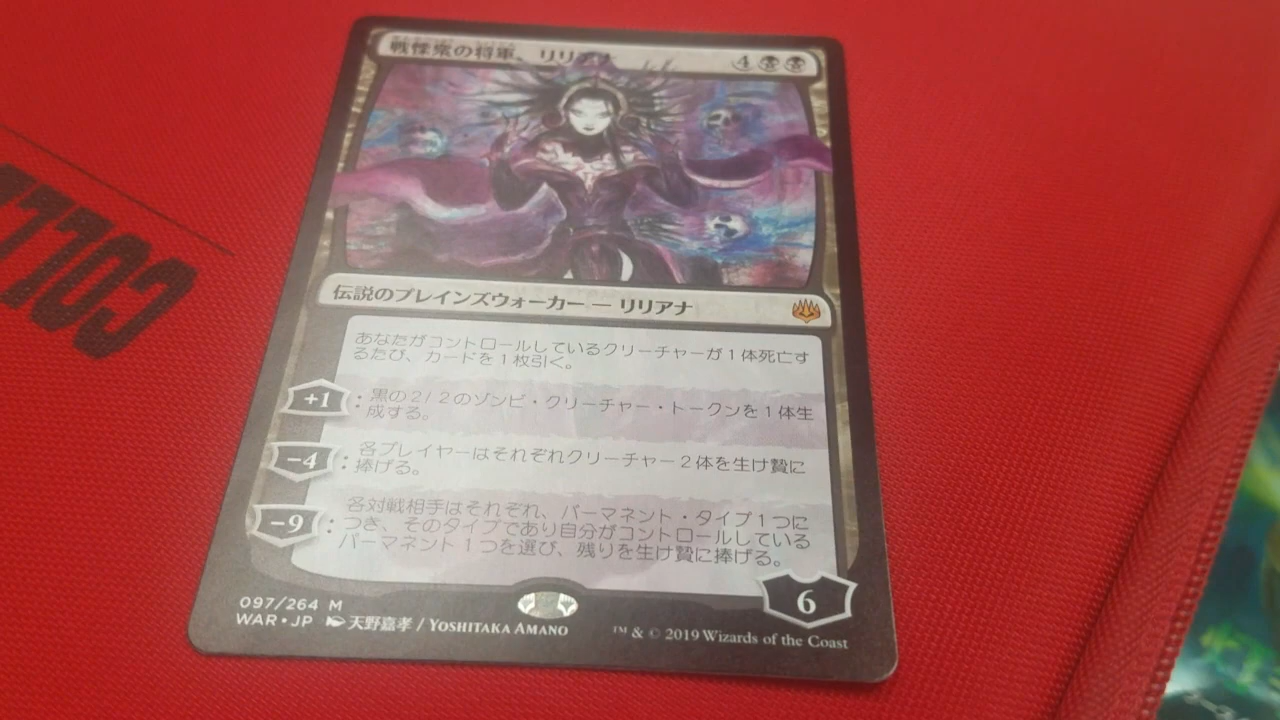 戦慄衆の将軍、リリアナ
4
伝説のプレインズウォーカー — リリアナ
あなたがコントロールしているクリーチャーが1体死亡す
るたび、カードを1枚引く。
+1 : 黒の2/2のゾンビ・クリーチャー・トークンを1体生
成する。
-4 : 各プレイヤーはそれぞれクリーチャー2体を生け贄に
捧げる。
-9 : 各対戦相手はそれぞれ、パーマネント・タイプ1つに
つき、そのタイプであり自分がコントロールしている
パーマネント1つを選び、残りを生け贄に捧げる。
6
097/264 M
WAR • JP 天野嘉孝 / YOSHITAKA AMANO
™ & © 2019 Wizards of the Coast